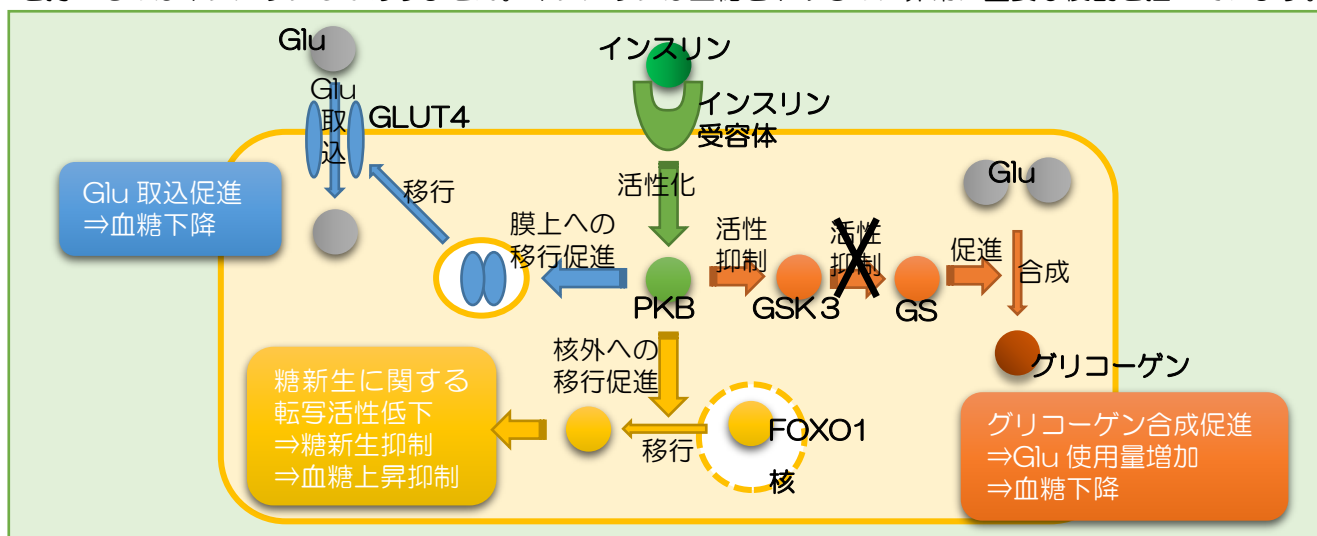 Glu
Glu
取
込
GLUT4
インスリン
インスリン
受容体
Glu 取込促進
⇒血糖下降
移行
活性化
膜上への
移行促進
PKB
活性
抑制
GSK3
活性
抑制
GS
促進
Glu
合成
グリコーゲン
核外への
移行促進
移行
FOXO1
核
糖新生に関する
転写活性低下
⇒糖新生抑制
⇒血糖上昇抑制
グリコーゲン合成促進
⇒Glu 使用量増加
⇒血糖下降